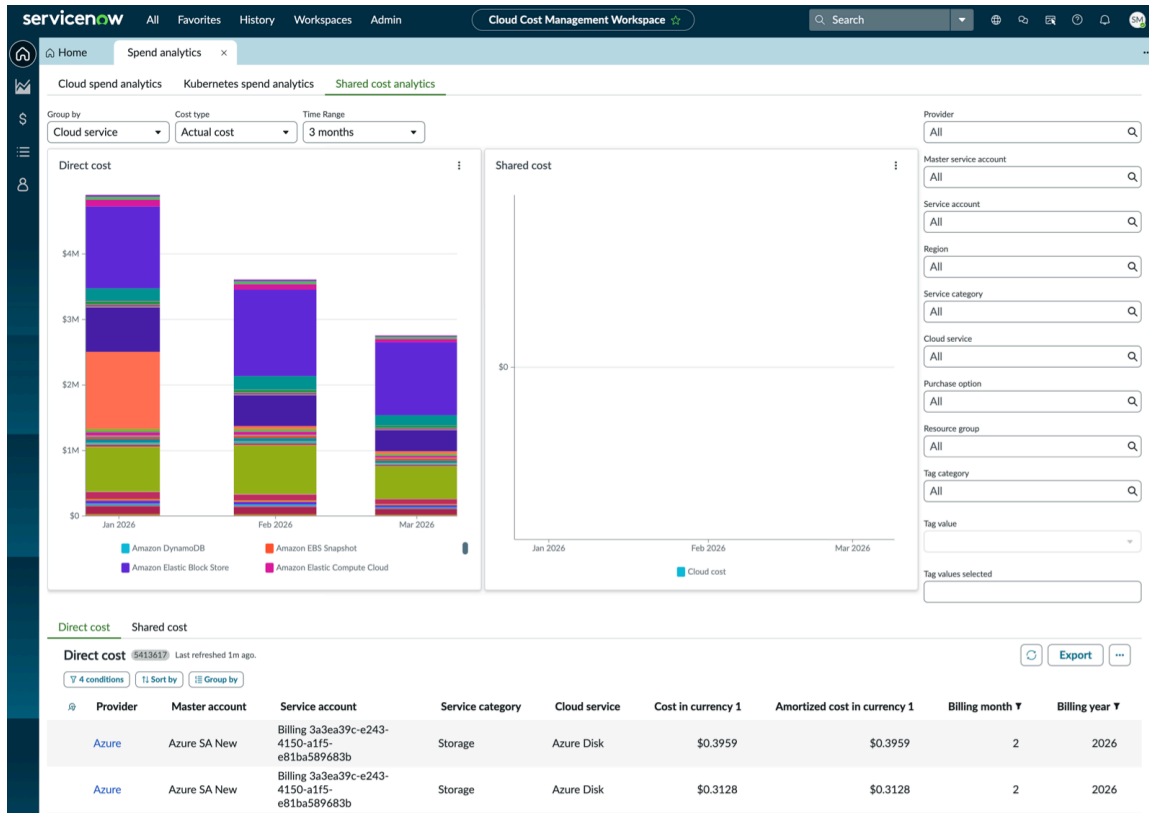 servicenow All Favorites History Workspaces Admin Cloud Cost Management Workspace Search SM
Home Spend analytics ×
Cloud spend analytics Kubernetes spend analytics Shared cost analytics
Group by Cost type Time Range
Cloud service Actual cost 3 months
Direct cost
$4M
$3M
$2M
$1M
$0
Jan 2026 Feb 2026 Mar 2026
Amazon DynamoDB Amazon EBS Snapshot
Amazon Elastic Block Store Amazon Elastic Compute Cloud
Shared cost
$0
Jan 2026 Feb 2026 Mar 2026
Cloud cost
Provider
All
Master service account
All
Service account
All
Region
All
Service category
All
Cloud service
All
Purchase option
All
Resource group
All
Tag category
All
Tag value
Tag values selected
Direct cost Shared cost
Direct cost 5413617 Last refreshed 1m ago. Export
4 conditions Sort by Group by
Provider Master account Service account Service category Cloud service Cost in currency 1 Amortized cost in currency 1 Billing month Billing year
Billing 3a3ea39c-e243-
Azure Azure SA New 4150-a1f5- Storage Azure Disk $0.3959 $0.3959 2 2026
e81ba589683b
Billing 3a3ea39c-e243-
Azure Azure SA New 4150-a1f5- Storage Azure Disk $0.3128 $0.3128 2 2026
e81ba589683b